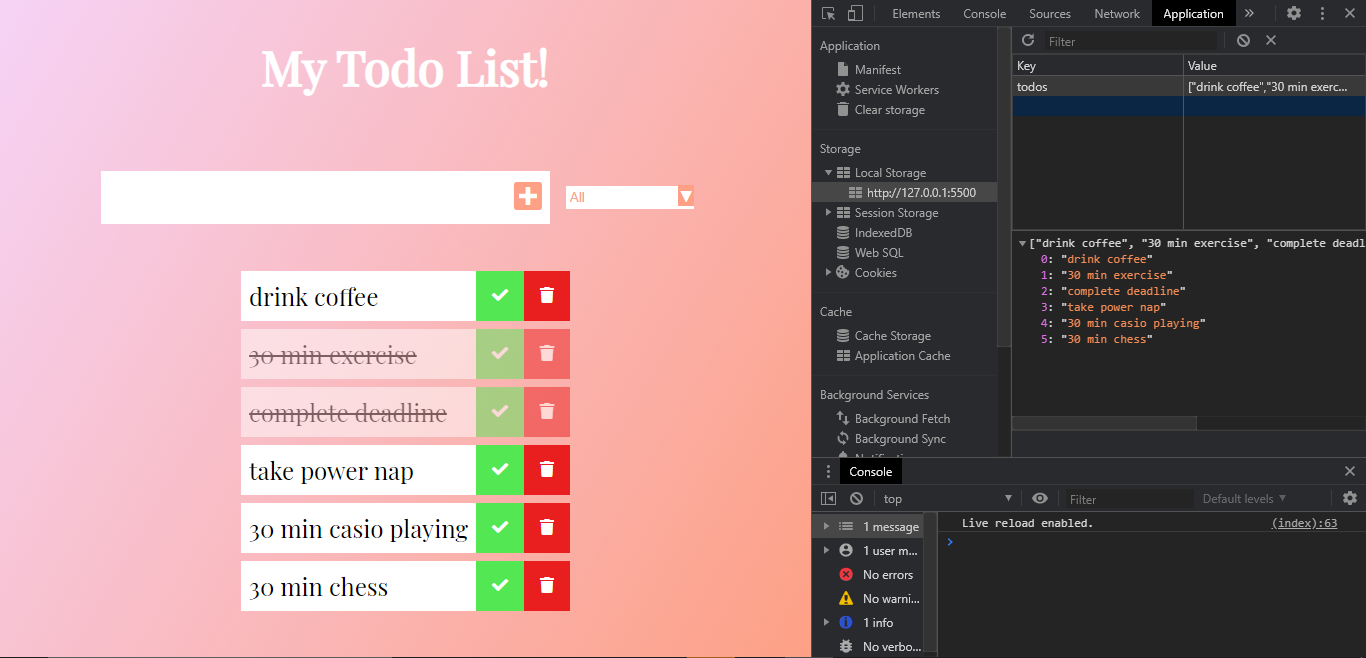 My Todo List!
All
drink coffee
30 min exercise
complete deadline
take power nap
30 min casio playing
30 min chess
Elements Console Sources Network Application
Application
Manifest
Service Workers
Clear storage
Storage
Local Storage
http://127.0.0.1:5500
Session Storage
IndexedDB
Web SQL
Cookies
Cache
Cache Storage
Application Cache
Background Services
Background Fetch
Background Sync
Filter
Key Value
todos ["drink coffee","30 min exerc...
["drink coffee", "30 min exercise", "complete deadl
0: "drink coffee"
1: "30 min exercise"
2: "complete deadline"
3: "take power nap"
4: "30 min casio playing"
5: "30 min chess"
Console
top Filter Default levels
1 message
1 user m...
No errors
No warni...
1 info
No verbo...
Live reload enabled. (index):63